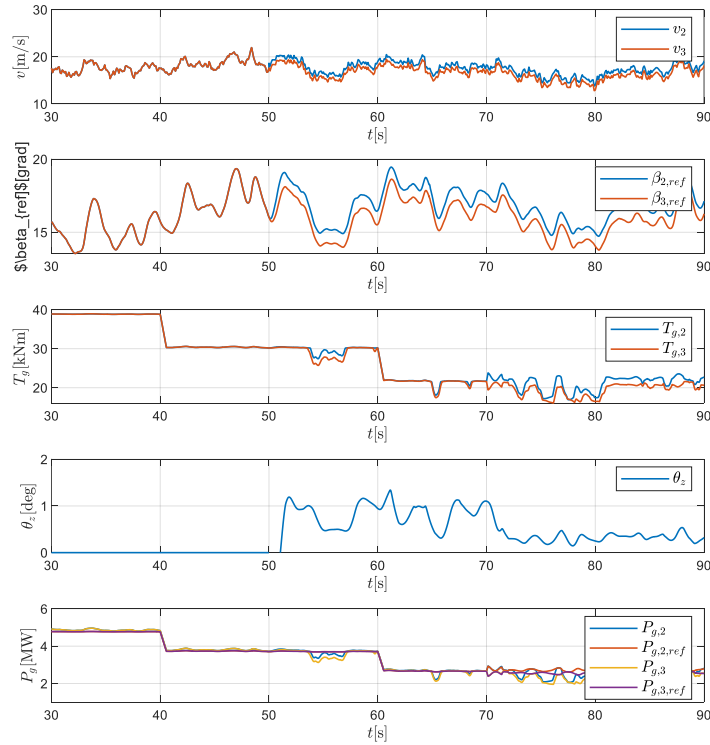 30
20
10
v[m/s]
v2
v3
30 40 50 60 70 80 90
t[s]
20
15
$\beta _{ref}$[grad]
β2,ref
β3,ref
30 40 50 60 70 80 90
t[s]
40
30
20
Tg[kNm]
Tg,2
Tg,3
30 40 50 60 70 80 90
t[s]
2
1
0
θz[deg]
θz
30 40 50 60 70 80 90
t[s]
6
4
2
Pg[MW]
Pg,2
Pg,2,ref
Pg,3
Pg,3,ref
30 40 50 60 70 80 90
t[s]